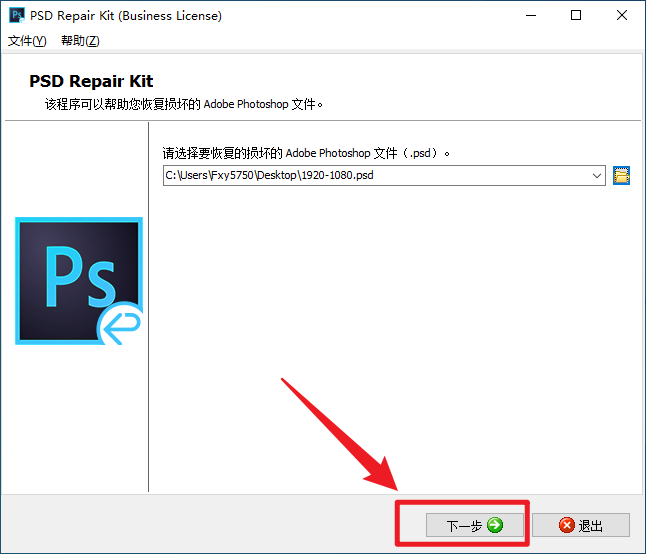 PSD Repair Kit (Business License)
文件(Y) 帮助(Z)
PSD Repair Kit
该程序可以帮助您恢复损坏的 Adobe Photoshop 文件。
请选择要恢复的损坏的 Adobe Photoshop 文件（.psd）。
C:\Users\Fxy5750\Desktop\1920-1080.psd
Ps
下一步 退出